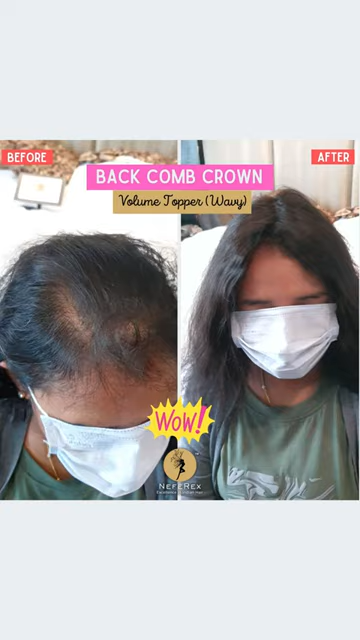 BEFORE
AFTER
BACK COMB CROWN
Volume Topper (Wavy)
WOW!
NEFEREX